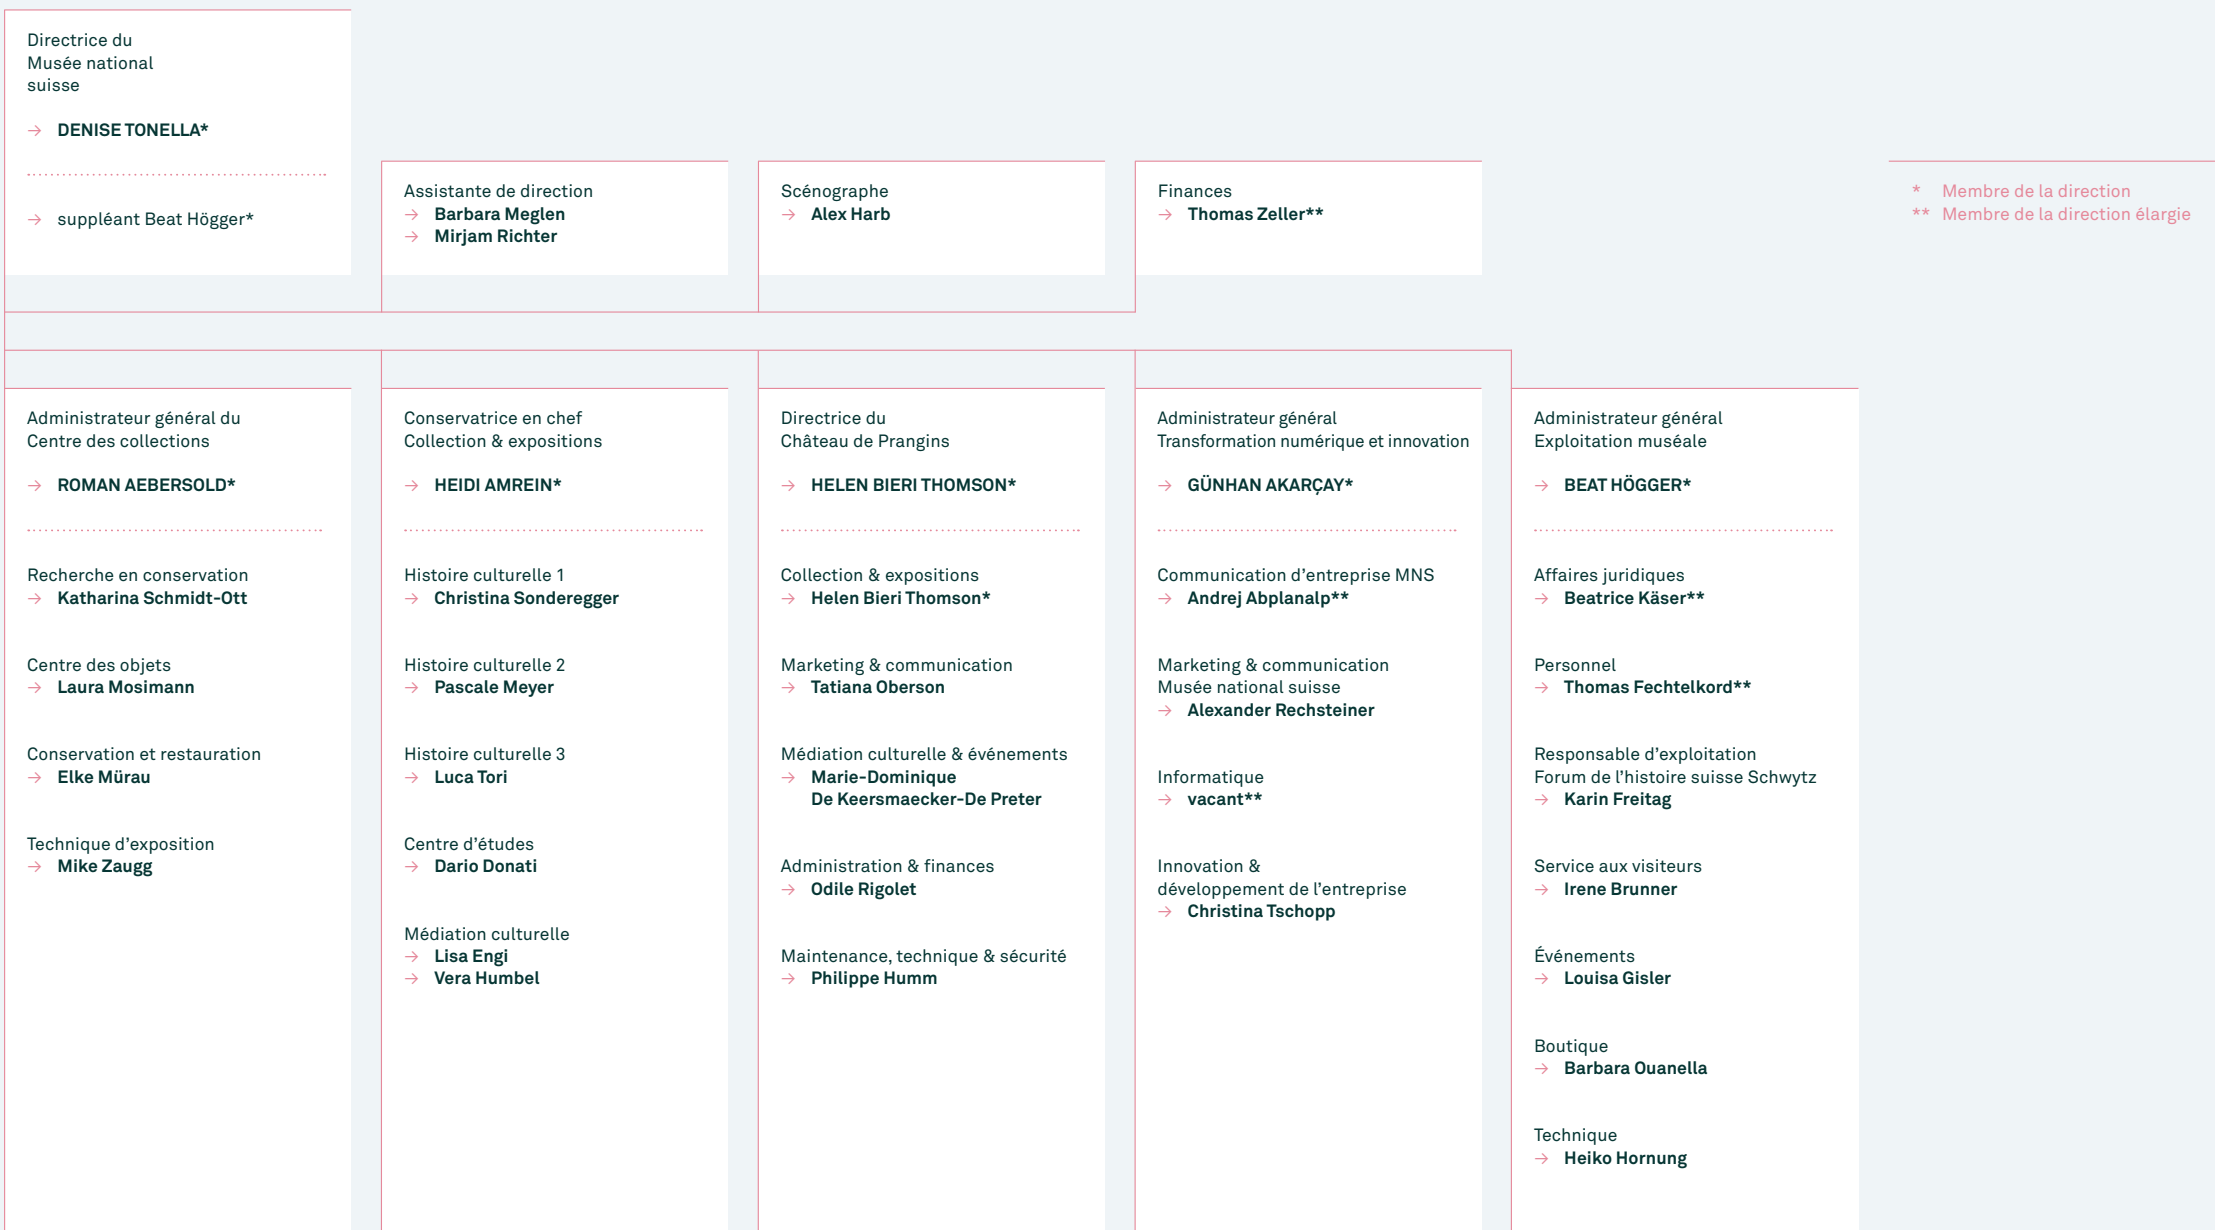 Directrice du
Musée national
suisse
→ DENISE TONELLA*
→ suppléant Beat Högger*
Assistante de direction
→ Barbara Meglen
→ Mirjam Richter
Scénographe
→ Alex Harb
Finances
→ Thomas Zeller**
* Membre de la direction
** Membre de la direction élargie
Administrateur général du
Centre des collections
→ ROMAN AEBERSOLD*
Recherche en conservation
→ Katharina Schmidt-Ott
Centre des objets
→ Laura Mosimann
Conservation et restauration
→ Elke Mürau
Technique d’exposition
→ Mike Zaugg
Conservatrice en chef
Collection & expositions
→ HEIDI AMREIN*
Histoire culturelle 1
→ Christina Sonderegger
Histoire culturelle 2
→ Pascale Meyer
Histoire culturelle 3
→ Luca Tori
Centre d’études
→ Dario Donati
Médiation culturelle
→ Lisa Engi
→ Vera Humbel
Directrice du
Château de Prangins
→ HELEN BIERI THOMSON*
Collection & expositions
→ Helen Bieri Thomson*
Marketing & communication
→ Tatiana Oberson
Médiation culturelle & événements
→ Marie-Dominique
De Keersmaecker-De Preter
Administration & finances
→ Odile Rigolet
Maintenance, technique & sécurité
→ Philippe Humm
Administrateur général
Transformation numérique et innovation
→ GÜNHAN AKARÇAY*
Communication d’entreprise MNS
→ Andrej Abplanalp**
Marketing & communication
Musée national suisse
→ Alexander Rechsteiner
Informatique
→ vacant**
Innovation &
développement de l’entreprise
→ Christina Tschopp
Administrateur général
Exploitation muséale
→ BEAT HÖGGER*
Affaires juridiques
→ Beatrice Käser**
Personnel
→ Thomas Fechtelkord**
Responsable d’exploitation
Forum de l’histoire suisse Schwytz
→ Karin Freitag
Service aux visiteurs
→ Irene Brunner
Événements
→ Louisa Gisler
Boutique
→ Barbara Ouanella
Technique
→ Heiko Hornung